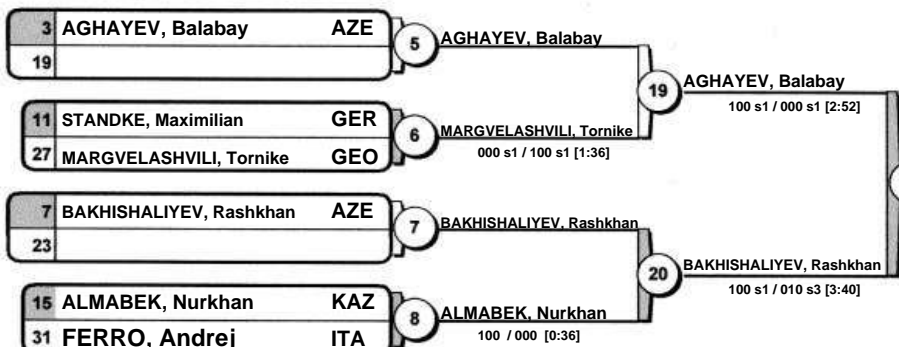 3 AGHAYEV, Balabay AZE
19
5
AGHAYEV, Balabay
11 STANDKE, Maximilian GER
27 MARGVELASHVILI, Tornike GEO
6
MARGVELASHVILI, Tornike
000 s1 / 100 s1 [1:36]
19
AGHAYEV, Balabay
100 s1 / 000 s1 [2:52]
7 BAKHISHALIYEV, Rashkhan AZE
23
7
BAKHISHALIYEV, Rashkhan
15 ALMABEK, Nurkhan KAZ
31 FERRO, Andrej ITA
8
ALMABEK, Nurkhan
100 / 000 [0:36]
20
BAKHISHALIYEV, Rashkhan
100 s1 / 010 s3 [3:40]